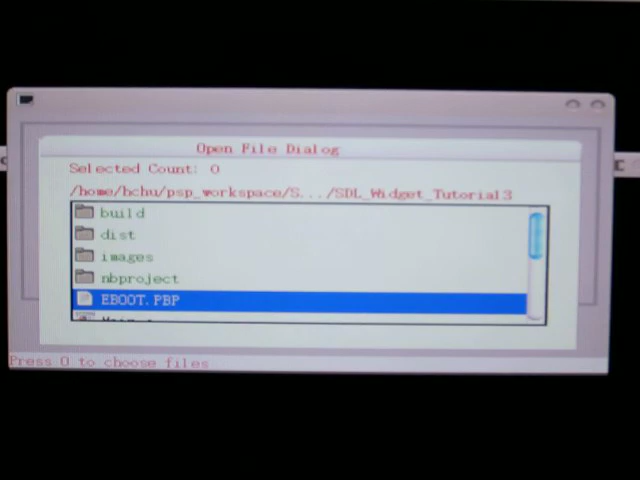 Open File Dialog
Selected Count: 0
/home/hchu/psp_workspace/S.../SDL_Widget_Tutorial3
build
dist
images
nbproject
EBOOT.PBP
Press O to choose files